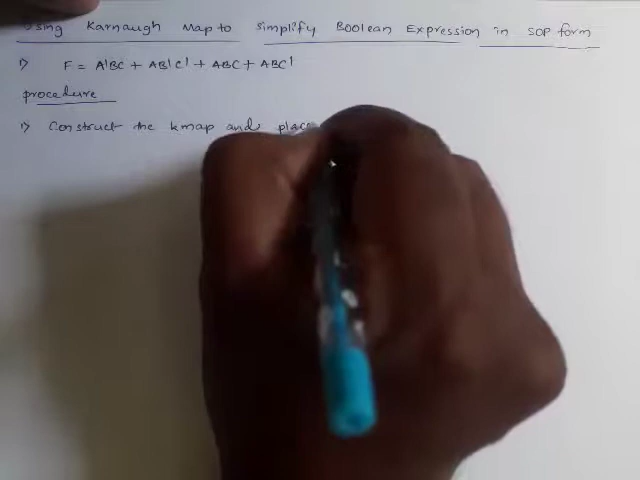 Using Karnaugh Map to simplify Boolean Expression in SOP form
1) F = A'BC + AB'C' + ABC + ABC'
procedure
1) Construct the kmap and place